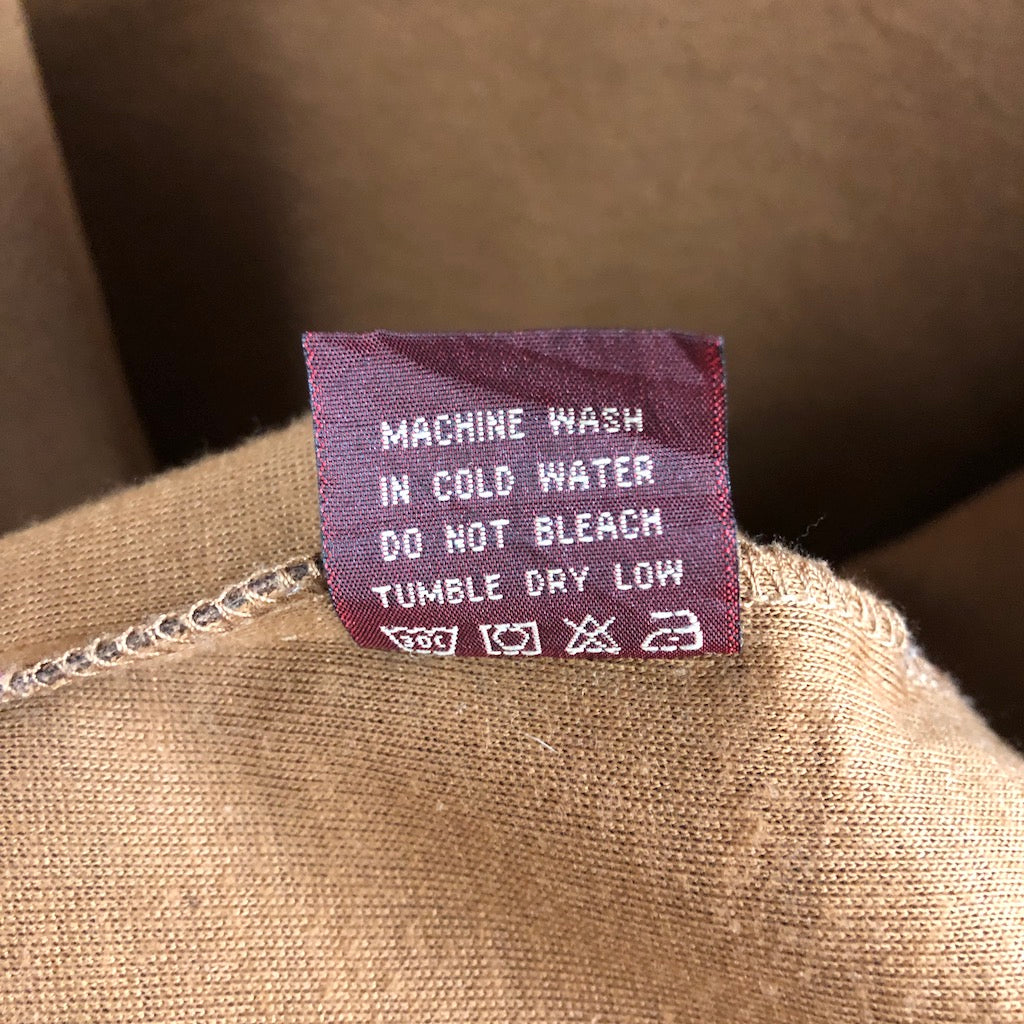 MACHINE WASH
IN COLD WATER
DO NOT BLEACH
TUMBLE DRY LOW